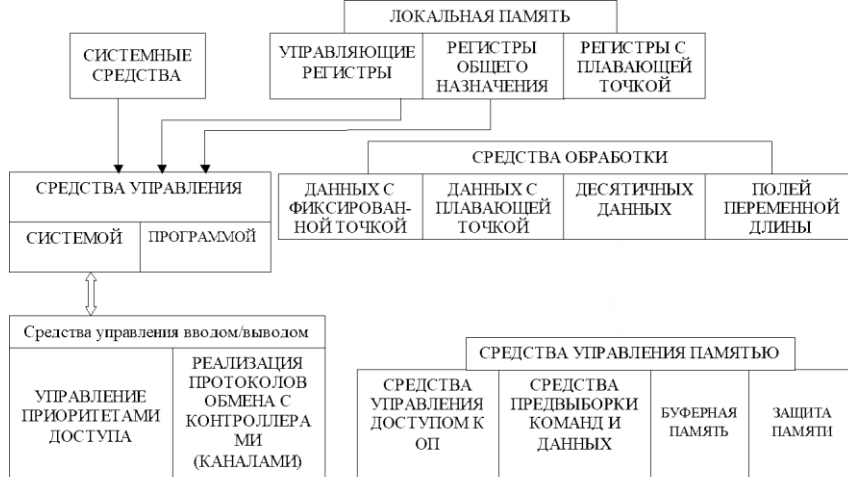 ЛОКАЛЬНАЯ ПАМЯТЬ
СИСТЕМНЫЕ
СРЕДСТВА
УПРАВЛЯЮЩИЕ
РЕГИСТРЫ
РЕГИСТРЫ
ОБЩЕГО
НАЗНАЧЕНИЯ
РЕГИСТРЫ С
ПЛАВАЮЩЕЙ
ТОЧКОЙ
СРЕДСТВА УПРАВЛЕНИЯ
СИСТЕМОЙ
ПРОГРАММОЙ
СРЕДСТВА ОБРАБОТКИ
ДАННЫХ С
ФИКСИРОВАН-
НОЙ ТОЧКОЙ
ДАННЫХ С
ПЛАВАЮЩЕЙ
ТОЧКОЙ
ДЕСЯТИЧНЫХ
ДАННЫХ
ПОЛЕЙ
ПЕРЕМЕННОЙ
ДЛИНЫ
Средства управления вводом/выводом
УПРАВЛЕНИЕ
ПРИОРИТЕТАМИ
ДОСТУПА
РЕАЛИЗАЦИЯ
ПРОТОКОЛОВ
ОБМЕНА С
КОНТРОЛЛЕРА
МИ
(КАНАЛАМИ)
СРЕДСТВА УПРАВЛЕНИЯ ПАМЯТЬЮ
СРЕДСТВА
УПРАВЛЕНИЯ
ДОСТУПОМ К
ОП
СРЕДСТВА
ПРЕДВЫБОРКИ
КОМАНД И
ДАННЫХ
БУФЕРНАЯ
ПАМЯТЬ
ЗАЩИТА
ПАМЯТИ